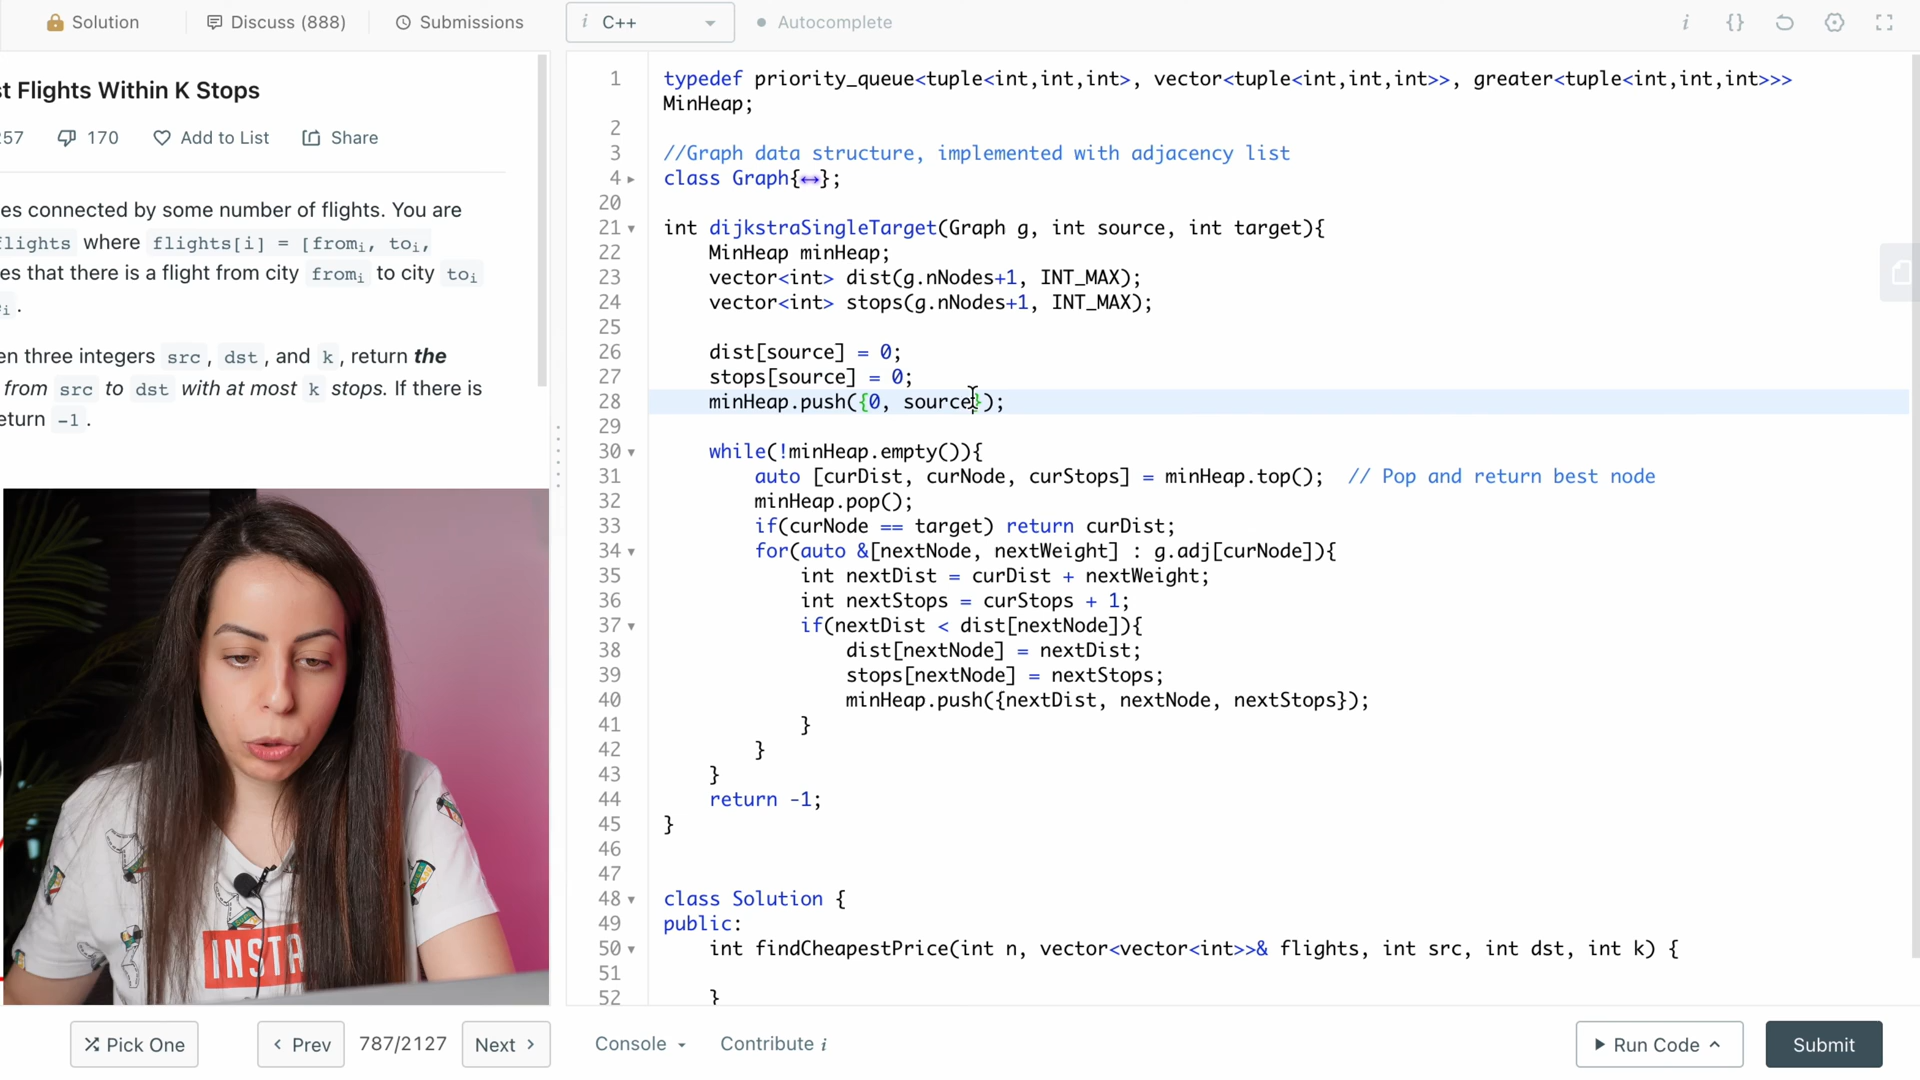 Solution
Discuss (888)
Submissions
i C++
Autocomplete
i {}
t Flights Within K Stops
57 170 Add to List Share
es connected by some number of flights. You are
flights where flights[i] = [fromi, toi,
es that there is a flight from city fromi to city toi
i.
en three integers src, dst, and k, return the
from src to dst with at most k stops. If there is
eturn -1.
1 typedef priority_queue<tuple<int,int,int>, vector<tuple<int,int,int>>, greater<tuple<int,int,int>>>
MinHeap;
2
3 //Graph data structure, implemented with adjacency list
4 class Graph{↔};
20
21 int dijkstraSingleTarget(Graph g, int source, int target){
22 MinHeap minHeap;
23 vector<int> dist(g.nNodes+1, INT_MAX);
24 vector<int> stops(g.nNodes+1, INT_MAX);
25
26 dist[source] = 0;
27 stops[source] = 0;
28 minHeap.push({0, source});
29
30 while(!minHeap.empty()){
31 auto [curDist, curNode, curStops] = minHeap.top(); // Pop and return best node
32 minHeap.pop();
33 if(curNode == target) return curDist;
34 for(auto &[nextNode, nextWeight] : g.adj[curNode]){
35 int nextDist = curDist + nextWeight;
36 int nextStops = curStops + 1;
37 if(nextDist < dist[nextNode]){
38 dist[nextNode] = nextDist;
39 stops[nextNode] = nextStops;
40 minHeap.push({nextDist, nextNode, nextStops});
41 }
42 }
43 }
44 return -1;
45 }
46
47
48 class Solution {
49 public:
50 int findCheapestPrice(int n, vector<vector<int>>& flights, int src, int dst, int k) {
51
52 }
INSTA
Pick One
Prev
787/2127
Next
Console
Contribute i
Run Code
Submit